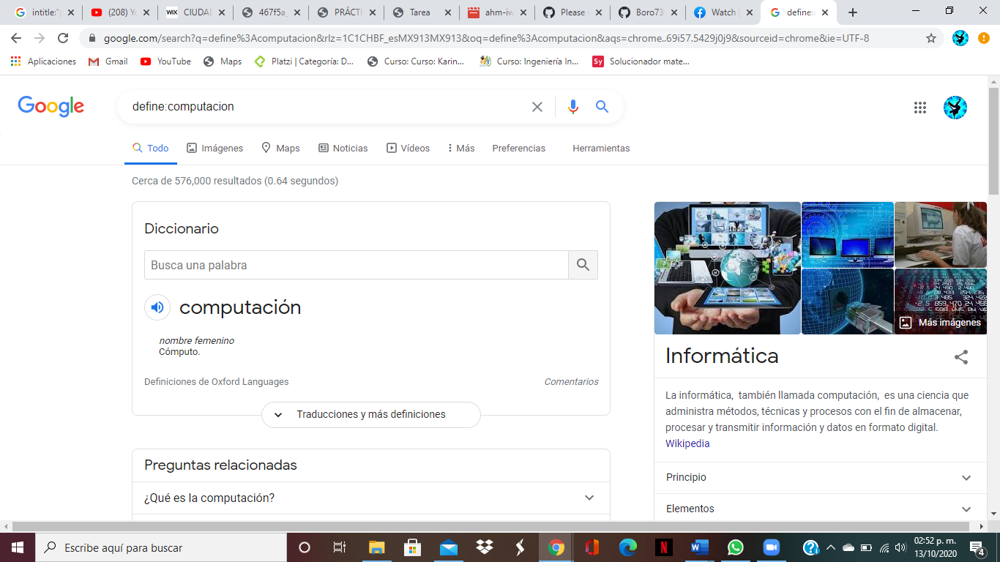 intitle:"p
(208) Yo
WIX CIUDAD
467f5a_
PRÁCTI
Tarea
ahm-iw
Please
Boro73
Watch |
define:c
google.com/search?q=define%3Acomputacion&rlz=1C1CHBF_esMX913MX913&oq=define%3Acomputacion&aqs=chrome..69i57.5429j0j9&sourceid=chrome&ie=UTF-8
Aplicaciones
Gmail
YouTube
Maps
Platzi | Categoría: D...
Curso: Curso: Karin...
Curso: Ingeniería In...
Sy Solucionador mate...
Google
define:computacion
Todo
Imágenes
Maps
Noticias
Vídeos
Más
Preferencias
Herramientas
Cerca de 576,000 resultados (0.64 segundos)
Diccionario
Busca una palabra
computación
nombre femenino
Cómputo.
Definiciones de Oxford Languages
Comentarios
Traducciones y más definiciones
Preguntas relacionadas
¿Qué es la computación?
Más imágenes
Informática
La informática, también llamada computación, es una ciencia que
administra métodos, técnicas y procesos con el fin de almacenar,
procesar y transmitir información y datos en formato digital.
Wikipedia
Principio
Elementos
Escribe aquí para buscar
02:52 p. m.
13/10/2020
4